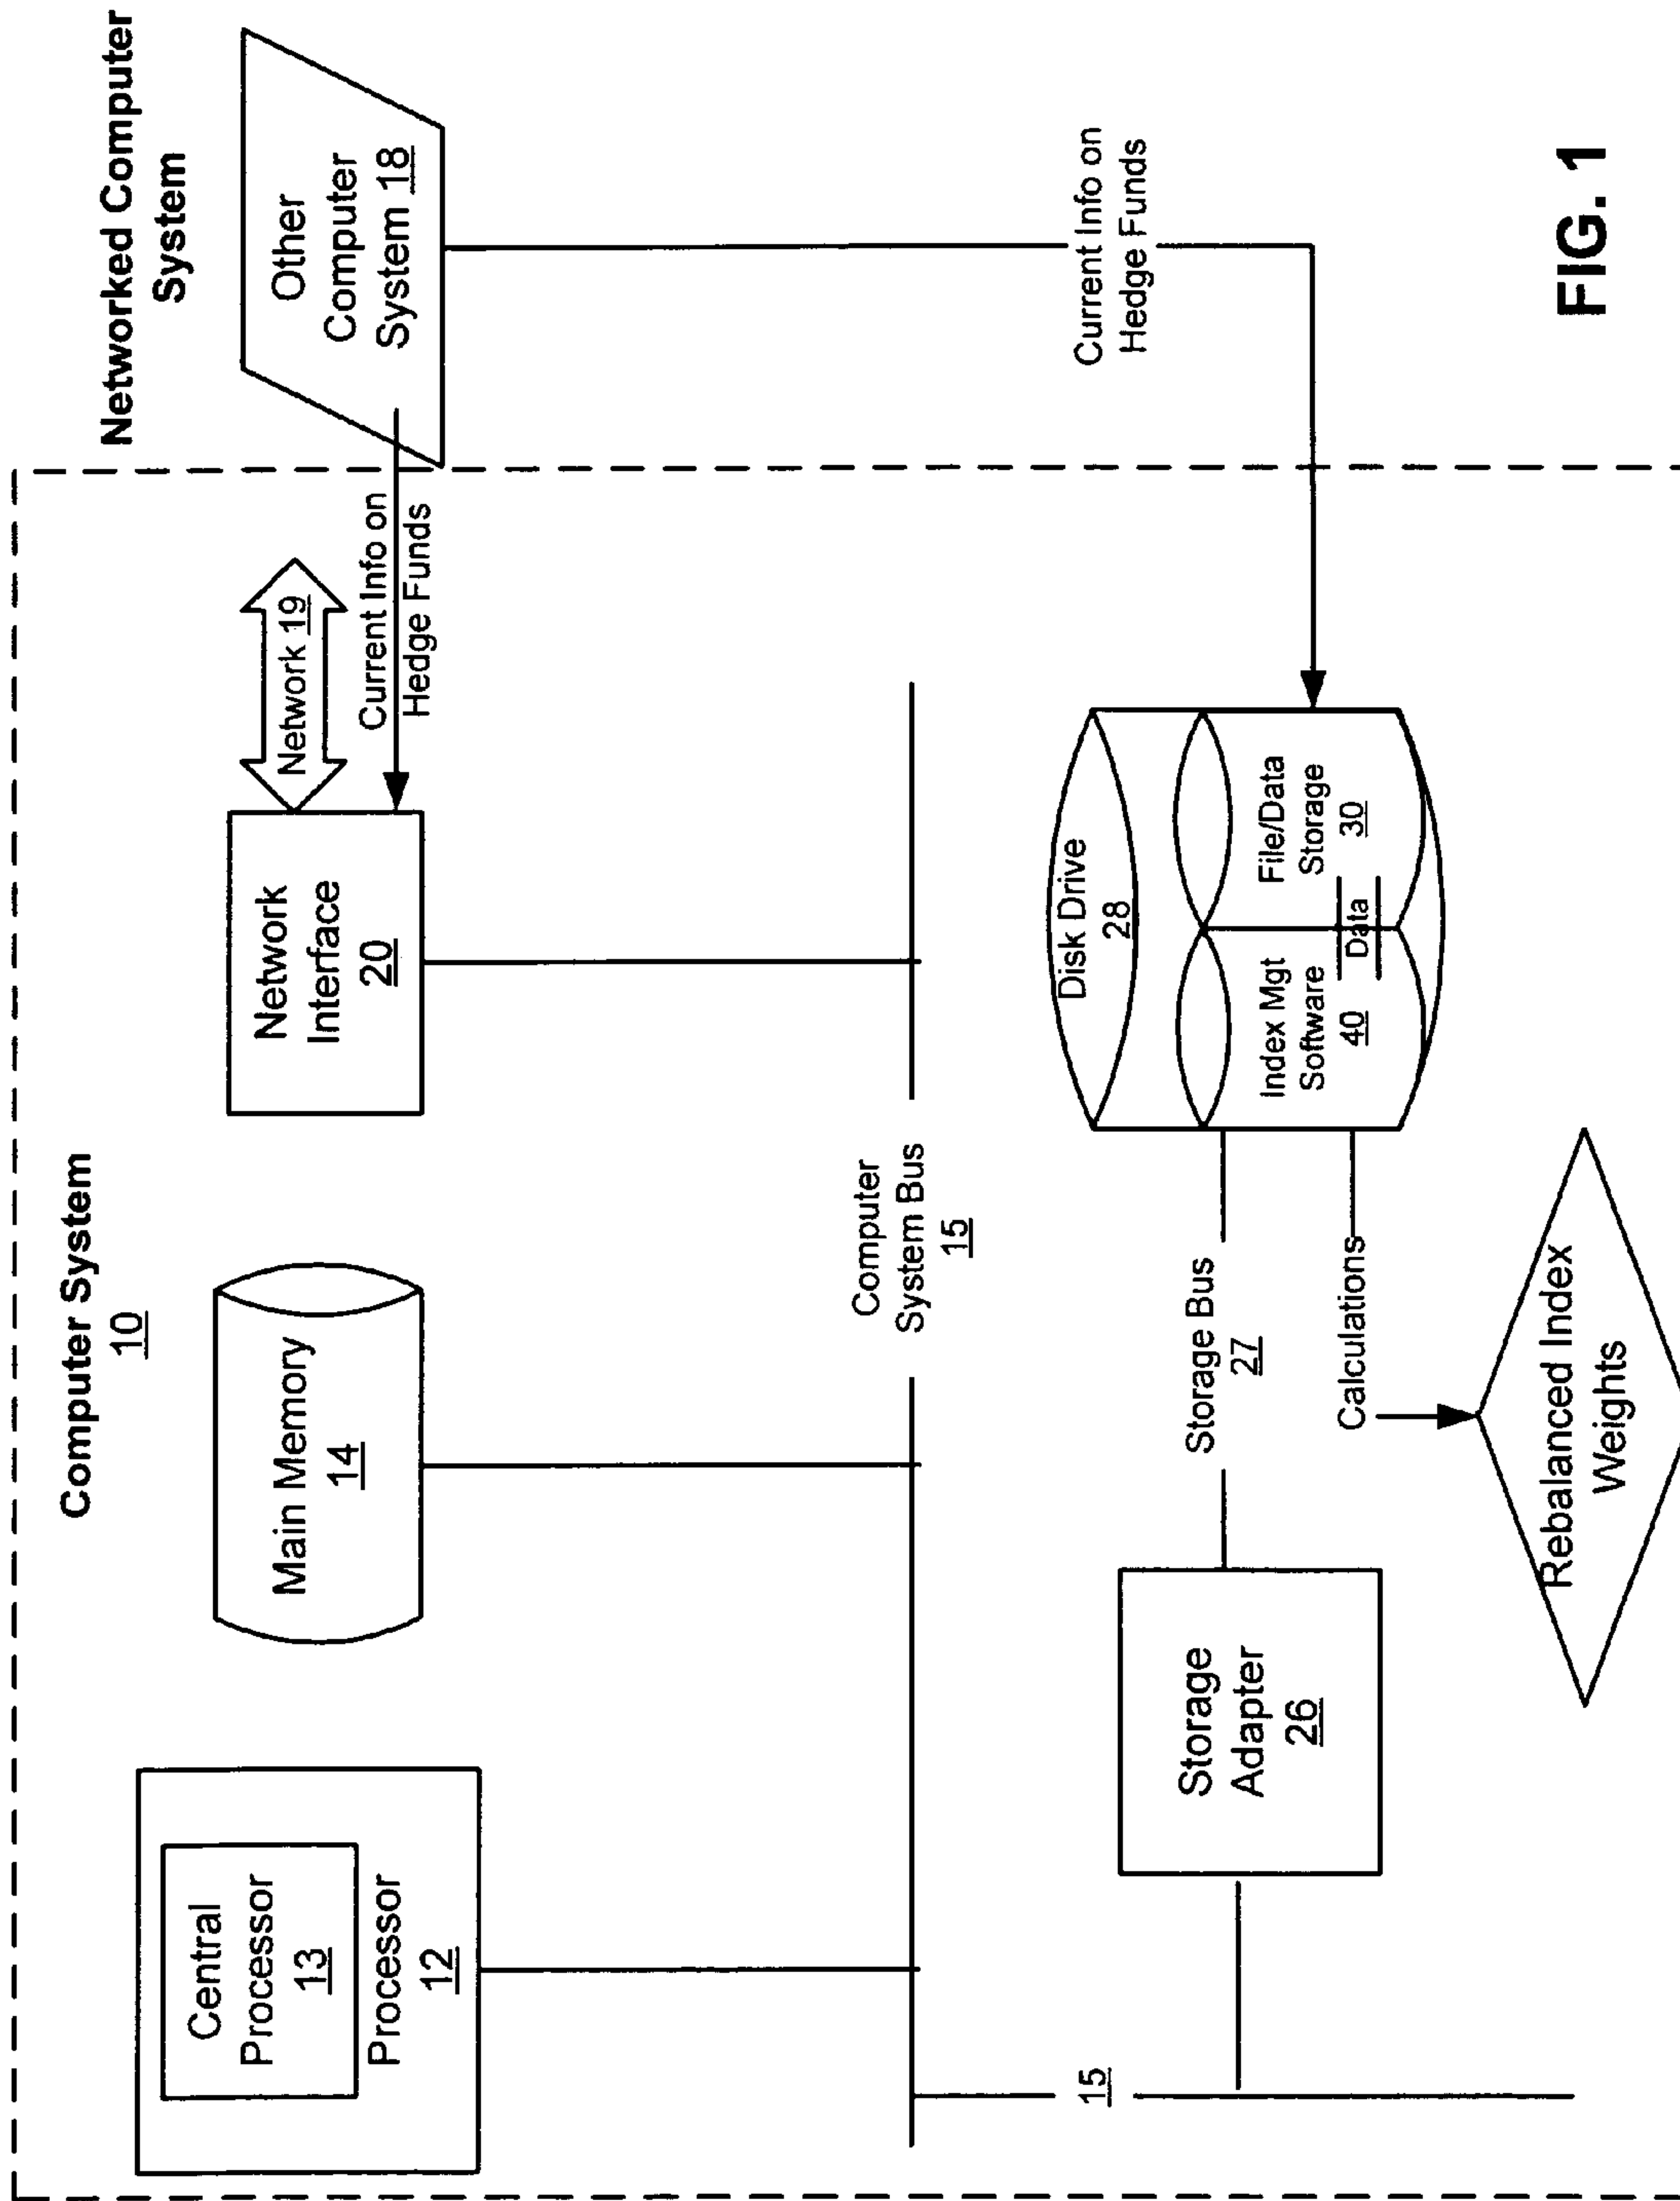 Networked Computer
System
Computer System
10
Central
Processor
13
Processor
12
Main Memory
14
Network
Interface
20
Network 19
Current Info on
Hedge Funds
Other
Computer
System 18
Computer
System Bus
15
15
Storage
Adapter
26
Storage Bus
27
Calculations
Disk Drive
28
Index Mgt
Software
40
Data
File/Data
Storage
30
Current Info on
Hedge Funds
Rebalanced Index
Weights
FIG. 1